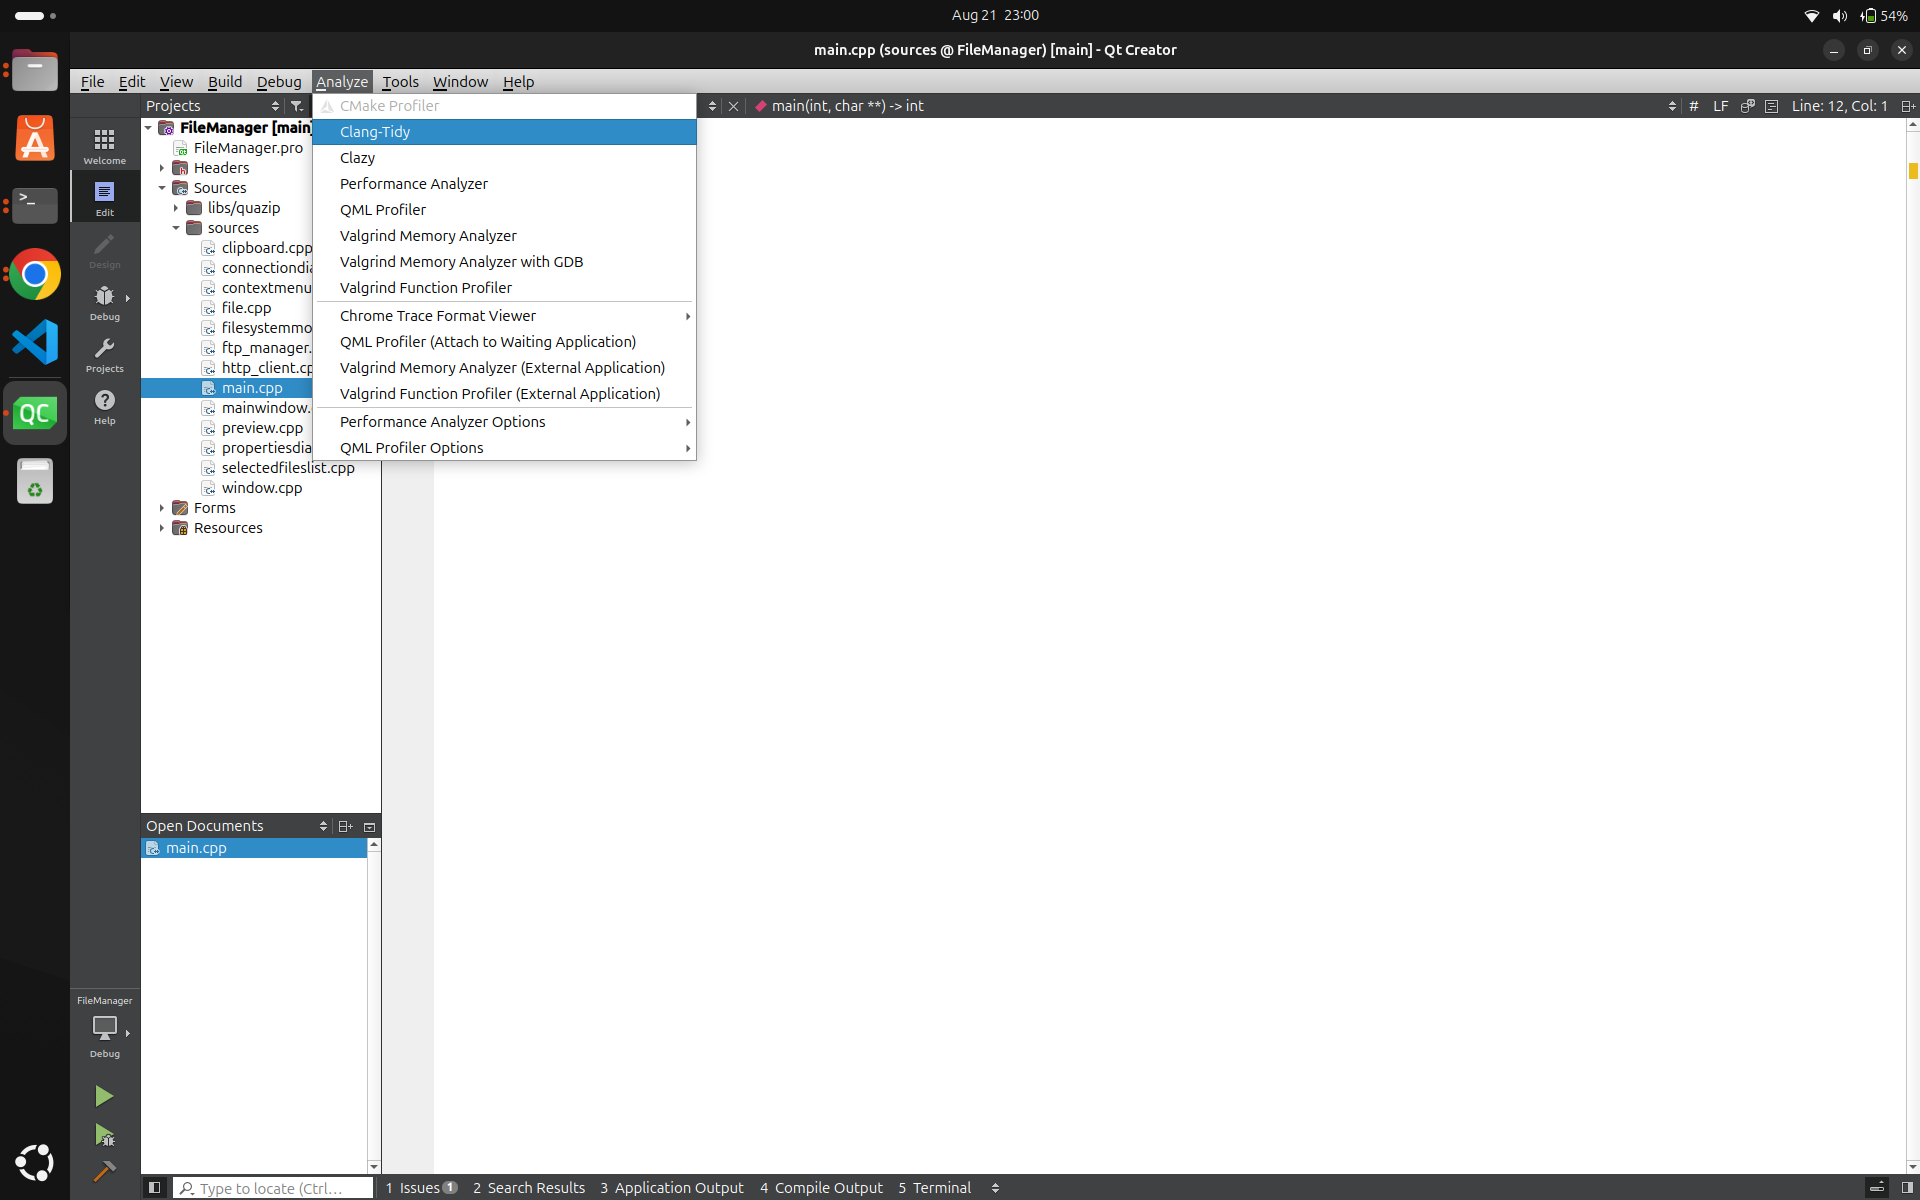 Aug 21 23:00
54%
main.cpp (sources @ FileManager) [main] - Qt Creator
File Edit View Build Debug Analyze Tools Window Help
Projects
main(int, char **) -> int
# LF Line: 12, Col: 1
CMake Profiler
Clang-Tidy
Clazy
Performance Analyzer
QML Profiler
Valgrind Memory Analyzer
Valgrind Memory Analyzer with GDB
Valgrind Function Profiler
Chrome Trace Format Viewer
QML Profiler (Attach to Waiting Application)
Valgrind Memory Analyzer (External Application)
Valgrind Function Profiler (External Application)
Performance Analyzer Options
QML Profiler Options
Welcome
Edit
Design
Debug
Projects
Help
FileManager [main]
FileManager.pro
Headers
Sources
libs/quazip
sources
clipboard.cpp
connectiondia
contextmenu
file.cpp
filesystemmo
ftp_manager.
http_client.cp
main.cpp
mainwindow.
preview.cpp
propertiesdia
selectedfileslist.cpp
window.cpp
Forms
Resources
Open Documents
main.cpp
FileManager
Debug
Type to locate (Ctrl...
1 Issues 1 2 Search Results 3 Application Output 4 Compile Output 5 Terminal
QC
>_